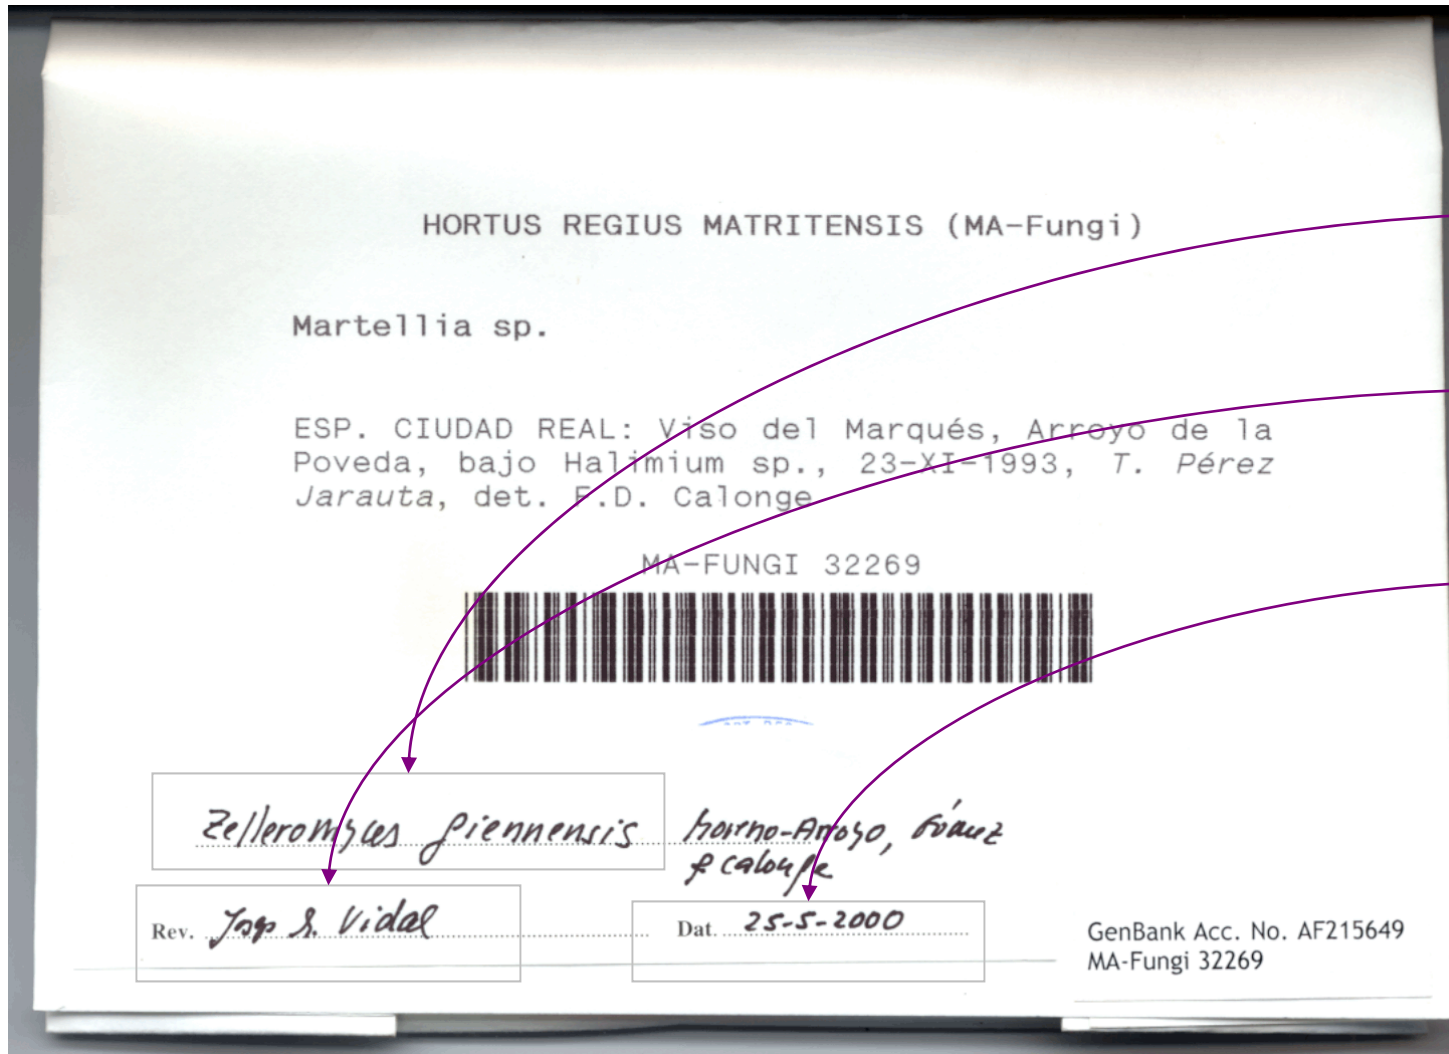 HORTUS REGIUS MATRITENSIS (MA-Fungi)
Martellia sp.
ESP. CIUDAD REAL: Viso del Marqués, Arroyo de la
Poveda, bajo Halimium sp., 23-XI-1993, T. Pérez
Jarauta, det. F.D. Calonge
MA-FUNGI 32269
Zelleromyces giennensis Moreno-Arroyo, Gómez
& Calonge
Rev. Josep S. Vidal Dat. 25-5-2000
GenBank Acc. No. AF215649
MA-Fungi 32269